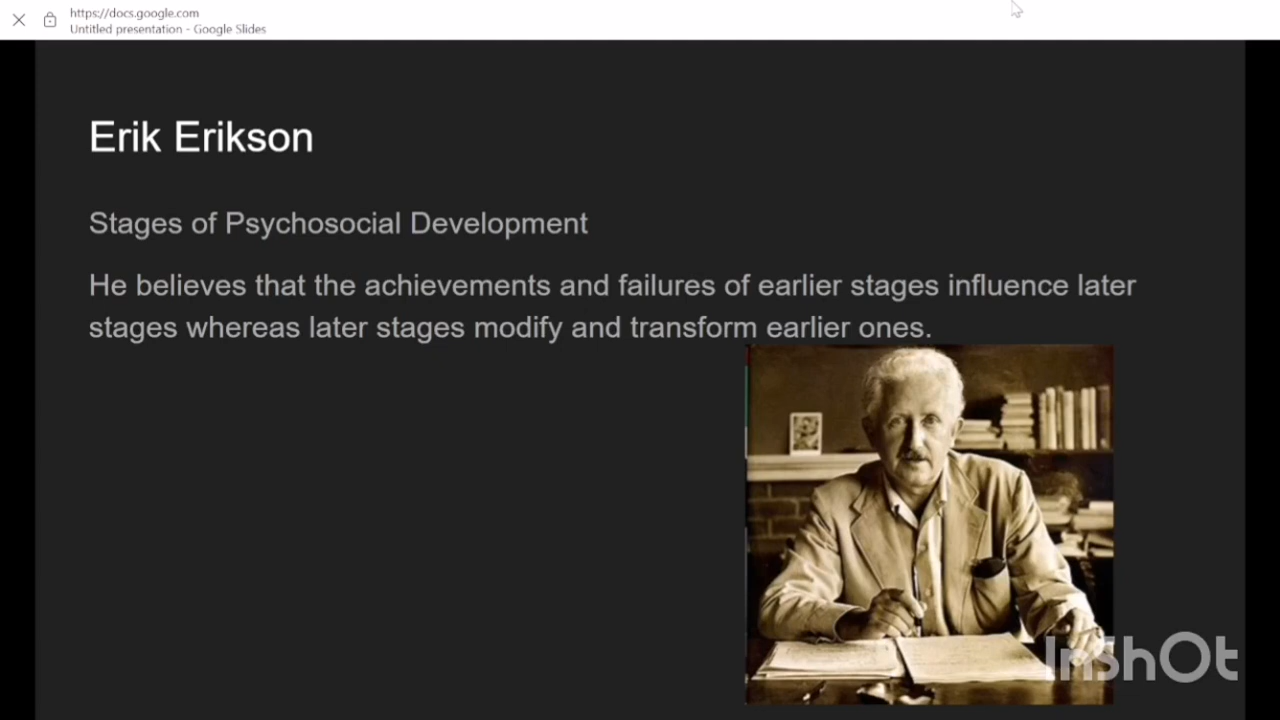 https://docs.google.com
Untitled presentation - Google Slides
Erik Erikson
Stages of Psychosocial Development
He believes that the achievements and failures of earlier stages influence later
stages whereas later stages modify and transform earlier ones.
InShOt